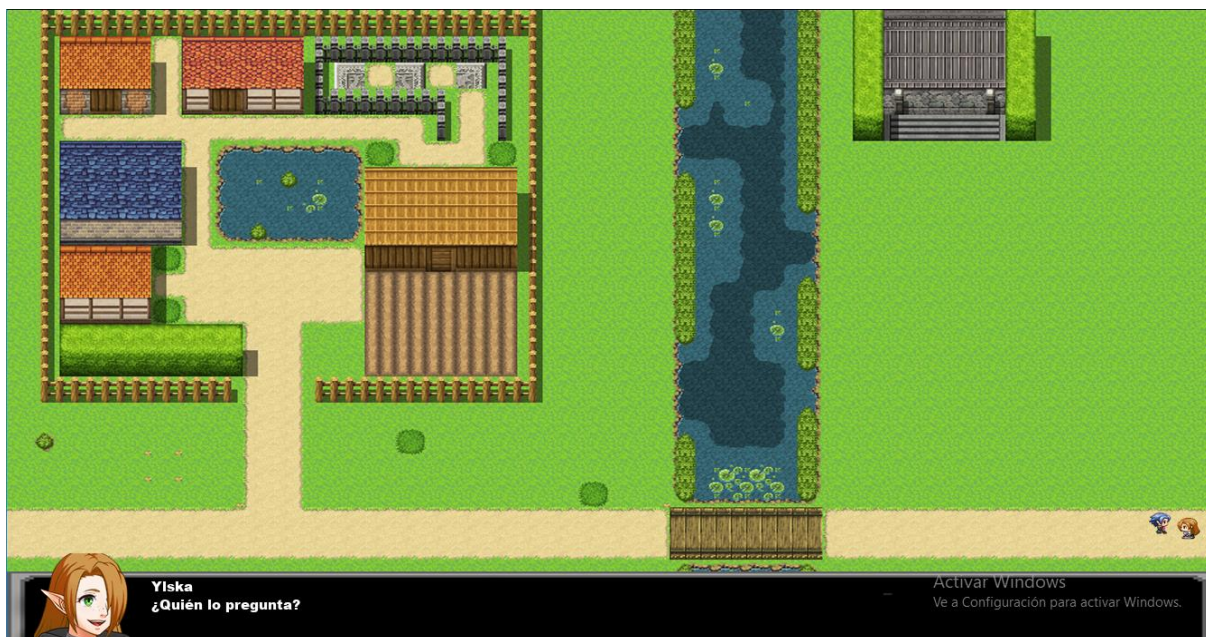 Ylska
¿Quién lo pregunta?
Activar Windows
Ve a Configuración para activar Windows.